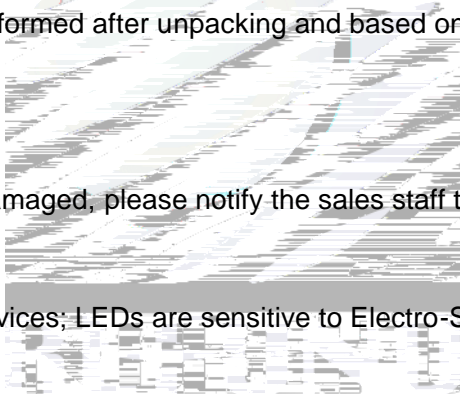 formed after unpacking and based on
maged, please notify the sales staff t
vices; LEDs are sensitive to Electro-S